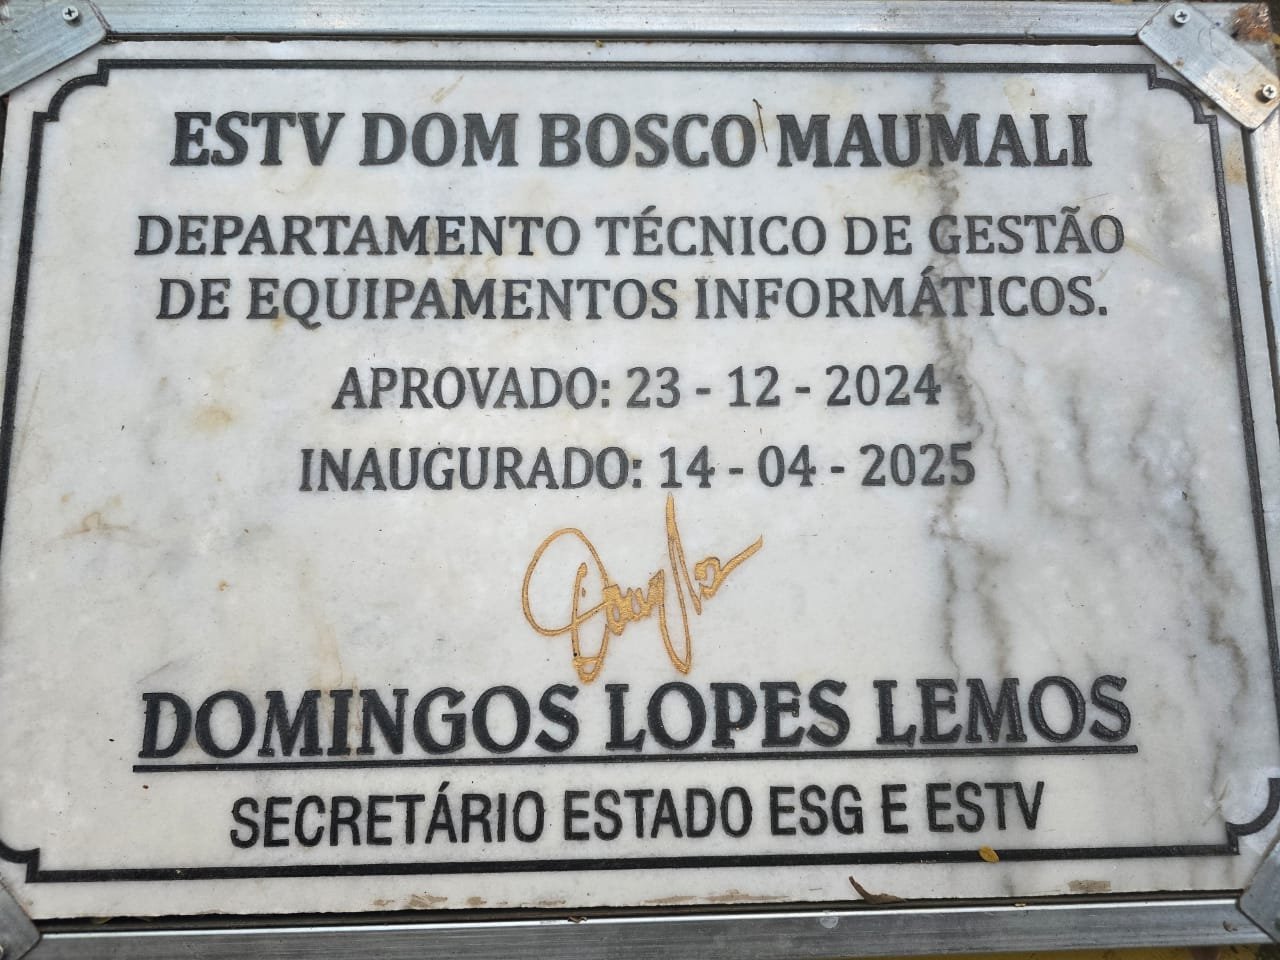 ESTV DOM BOSCO MAUMALI
DEPARTAMENTO TÉCNICO DE GESTÃO
DE EQUIPAMENTOS INFORMÁTICOS.
APROVADO: 23 - 12 - 2024
INAUGURADO: 14 - 04 - 2025
DOMINGOS LOPES LEMOS
SECRETÁRIO ESTADO ESG E ESTV